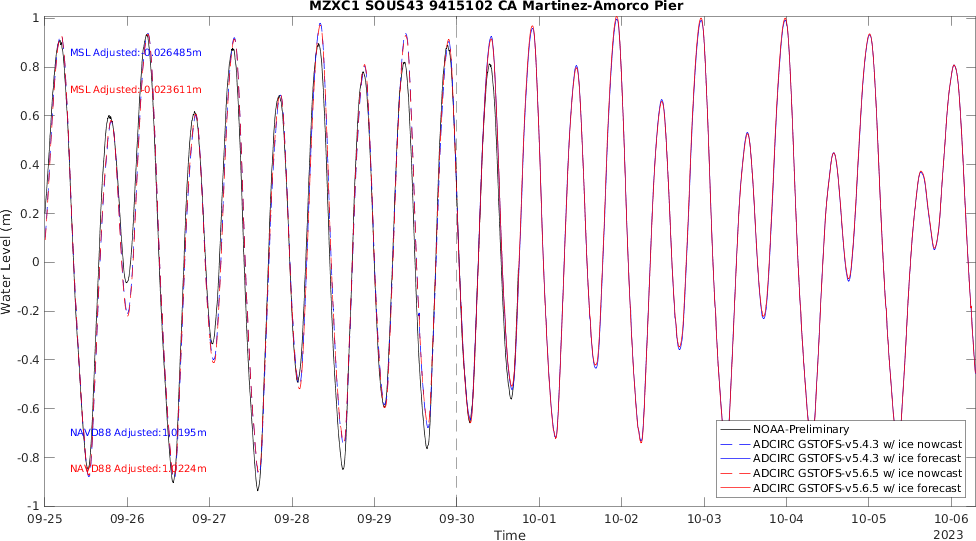 MZXC1 SOUS43 9415102 CA Martinez-Amorco Pier
1
0.8
0.6
0.4
0.2
0
-0.2
-0.4
-0.6
-0.8
-1
Water Level (m)
MSL Adjusted:-0.026485m
MSL Adjusted:-0.023611m
NAVD88 Adjusted:1.0195m
NAVD88 Adjusted:1.0224m
NOAA-Preliminary
ADCIRC GSTOFS-v5.4.3 w/ ice nowcast
ADCIRC GSTOFS-v5.4.3 w/ ice forecast
ADCIRC GSTOFS-v5.6.5 w/ ice nowcast
ADCIRC GSTOFS-v5.6.5 w/ ice forecast
09-25 09-26 09-27 09-28 09-29 09-30 10-01 10-02 10-03 10-04 10-05 10-06
2023
Time